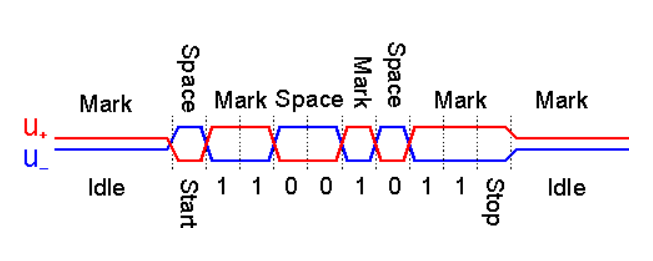 Mark Space Mark Space Mark Space Mark Mark
u+
u-
Idle Start 1 1 0 0 1 0 1 1 Stop Idle